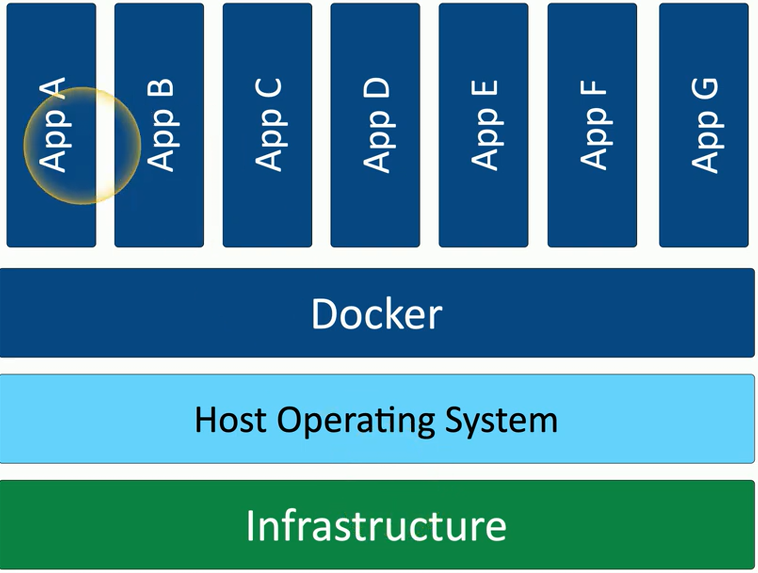 App A
App B
App C
App D
App E
App F
App G
Docker
Host Operating System
Infrastructure